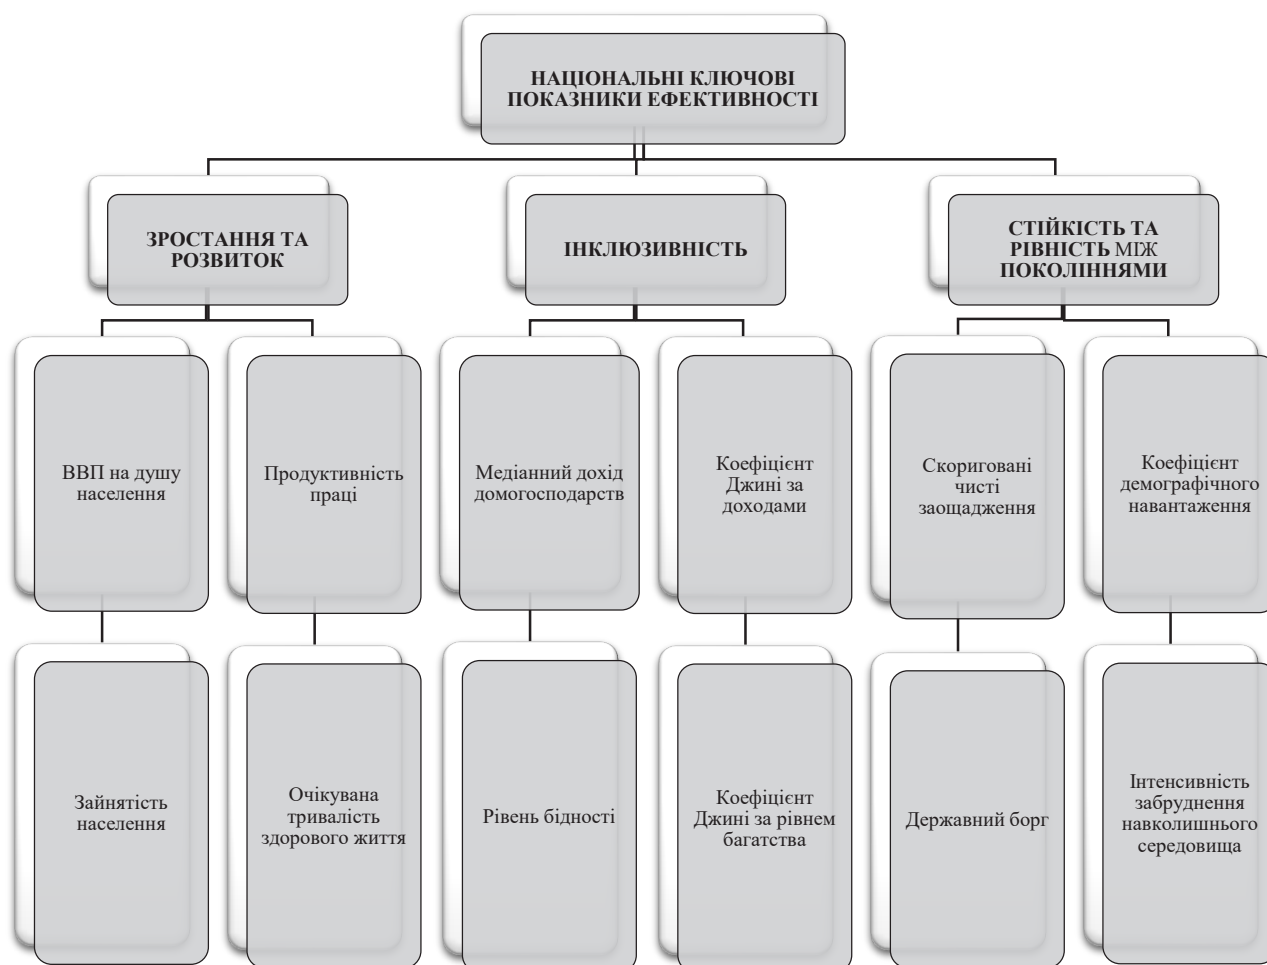 НАЦІОНАЛЬНІ КЛЮЧОВІ
ПОКАЗНИКИ ЕФЕКТИВНОСТІ
ЗРОСТАННЯ ТА
РОЗВИТОК
ІНКЛЮЗИВНІСТЬ
СТІЙКІСТЬ ТА
РІВНІСТЬ МІЖ
ПОКОЛІННЯМИ
ВВП на душу
населення
Продуктивність
праці
Медіанний дохід
домогосподарств
Коефіцієнт
Джині за
доходами
Скориговані
чисті
заощадження
Коефіцієнт
демографічного
навантаження
Зайнятість
населення
Очікувана
тривалість
здорового життя
Рівень бідності
Коефіцієнт
Джині за рівнем
багатства
Державний борг
Інтенсивність
забруднення
навколишнього
середовища